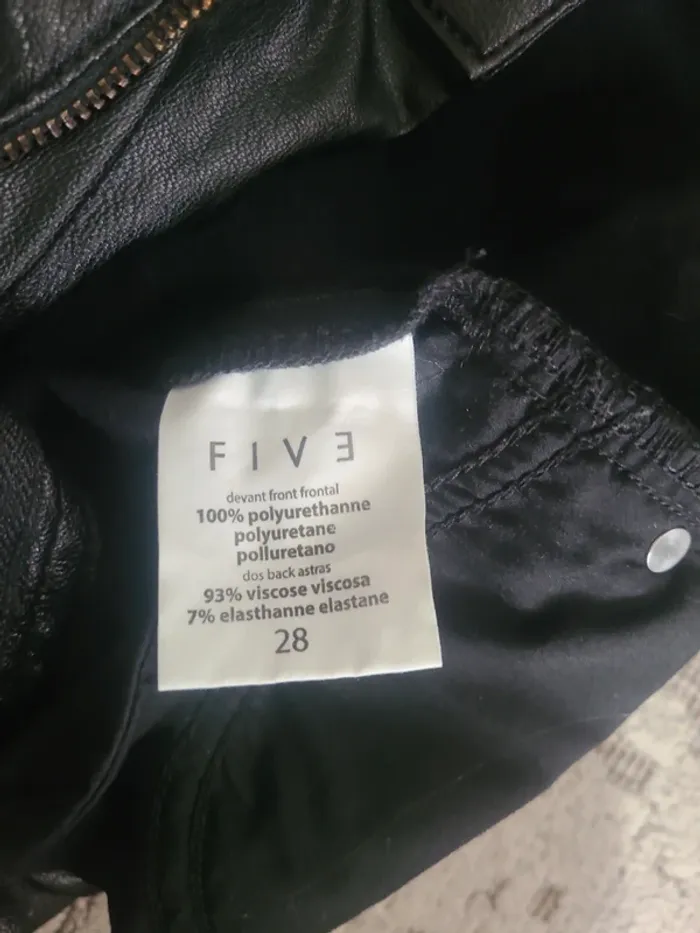 FIVE
devant front frontal
100% polyurethanne
polyuretane
polluretano
dos back astras
93% viscose viscosa
7% elasthanne elastane
28